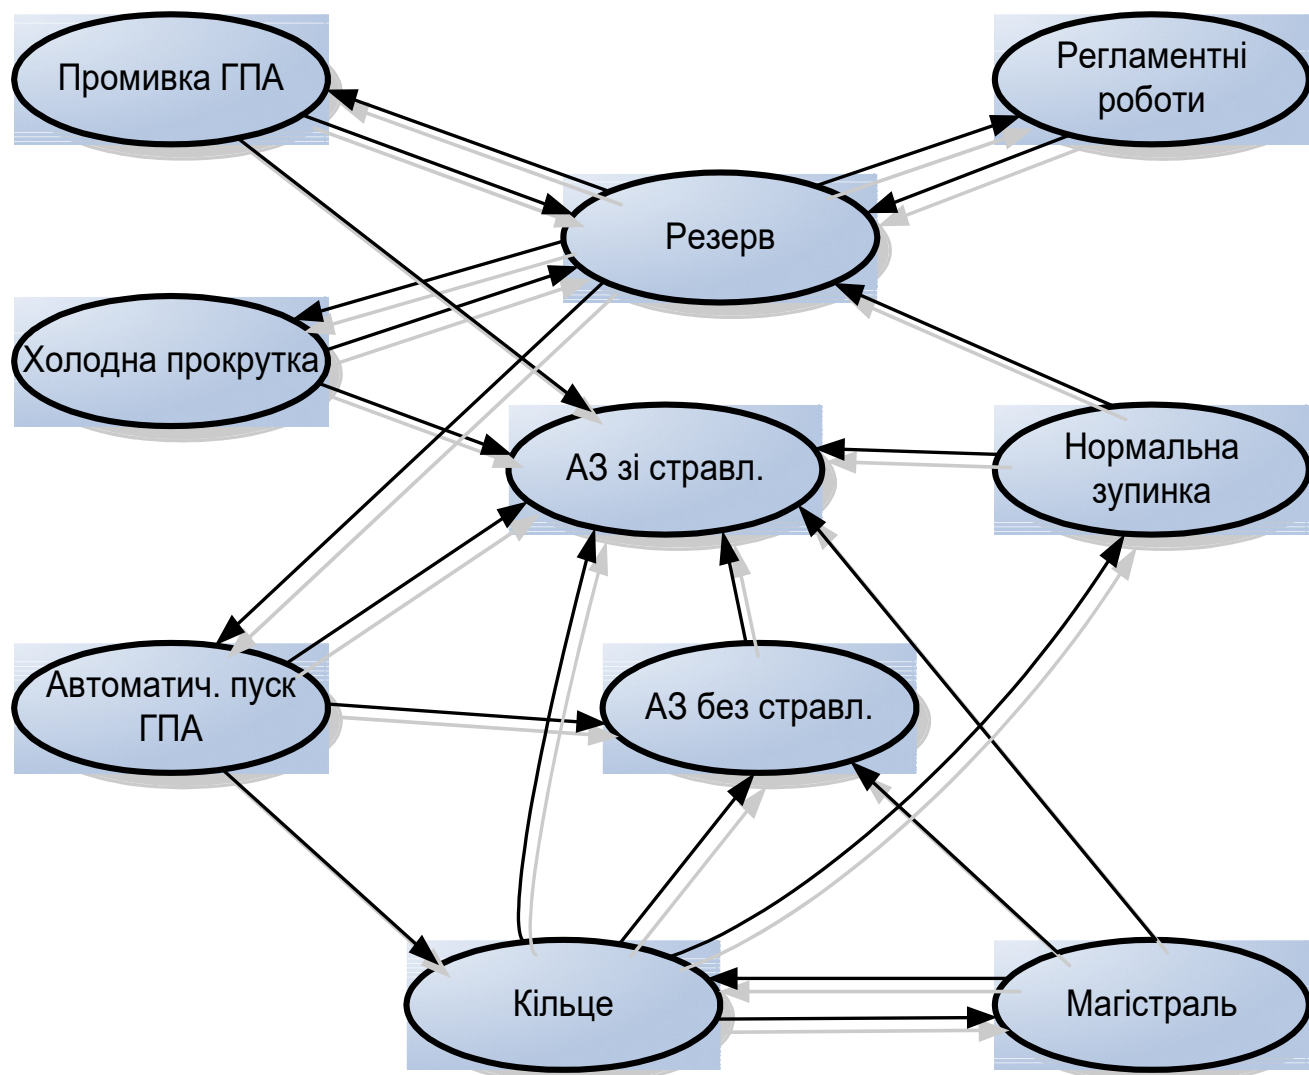 Промивка ГПА
Регламентні
роботи
Резерв
Холодна прокрутка
АЗ зі стравл.
Нормальна
зупинка
Автоматич. пуск
ГПА
АЗ без стравл.
Кільце
Магістраль